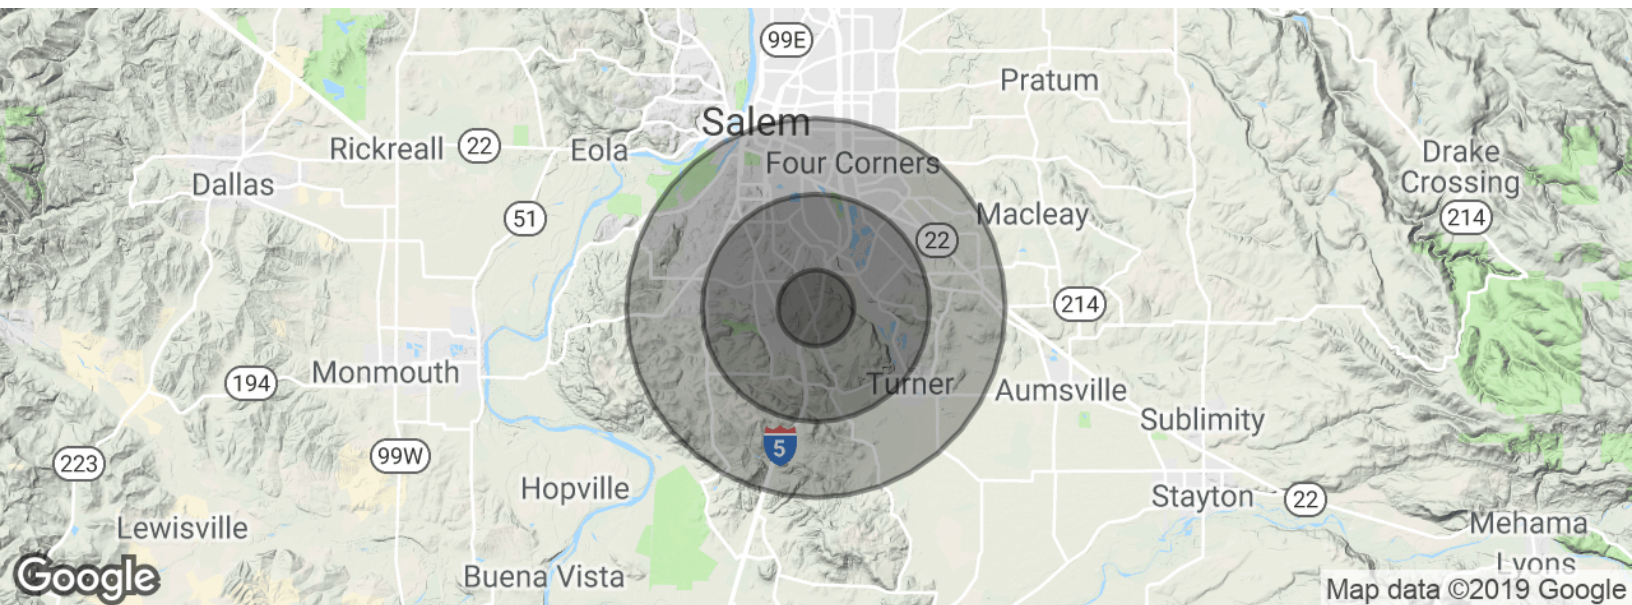 99E
Pratum
Salem
Rickreall
22
Eola
Four Corners
Drake
Crossing
Dallas
51
Macleay
214
22
214
194
Monmouth
Turner
Aumsville
Sublimity
5
99W
223
Hopville
Stayton
22
Lewisville
Mehama
Lyons
Google
Buena Vista
Map data ©2019 Google